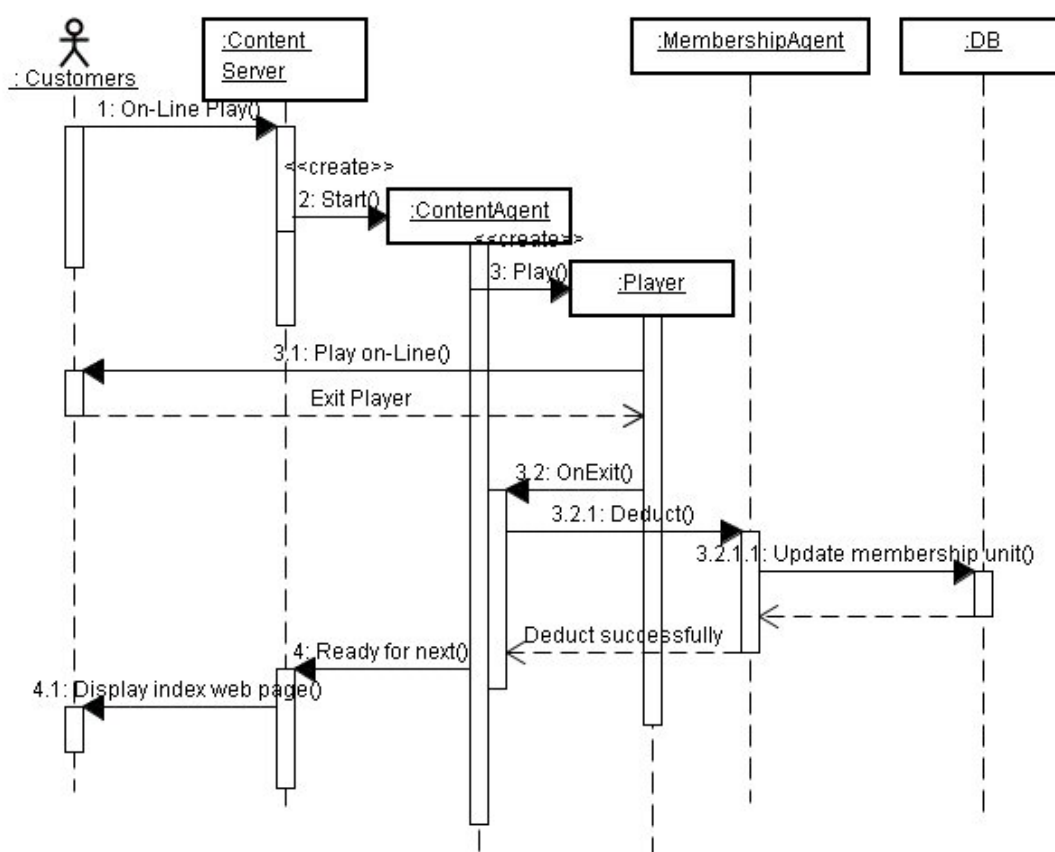 :Content
Server
:MembershipAgent
:DB
: Customers
1: On-Line Play()
<<create>>
2: Start()
:ContentAgent
<<create>>
3: Play()
:Player
3.1: Play on-Line()
Exit Player
3.2: OnExit()
3.2.1: Deduct()
3.2.1.1: Update membership unit()
Deduct successfully
4: Ready for next()
4.1: Display index web page()